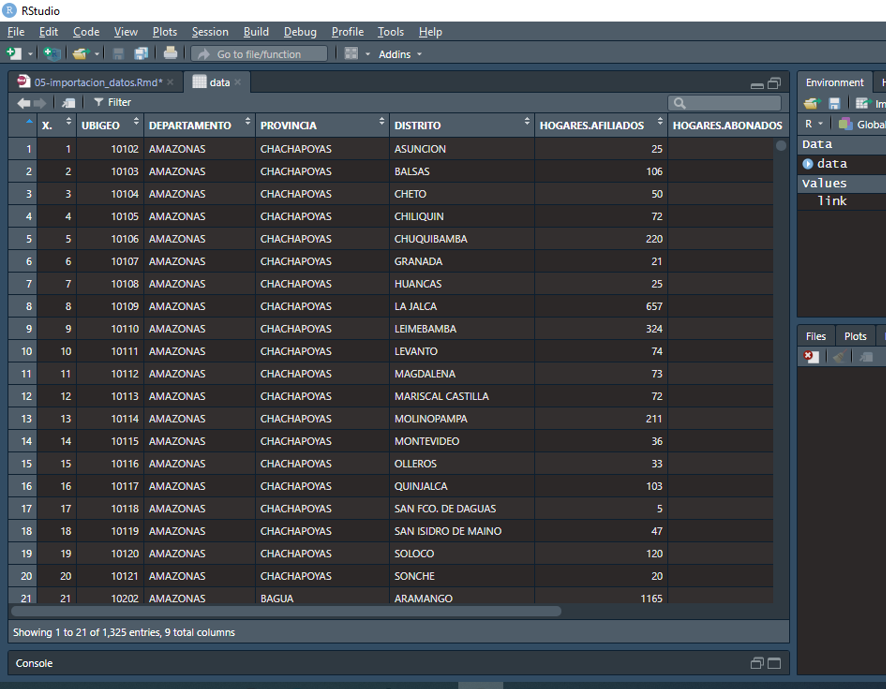 RStudio
File Edit Code View Plots Session Build Debug Profile Tools Help
Go to file/function Addins
05-importacion_datos.Rmd* data
Filter
X. UBIGEO DEPARTAMENTO PROVINCIA DISTRITO HOGARES.AFILIADOS HOGARES.ABONADOS
1 1 10102 AMAZONAS CHACHAPOYAS ASUNCION 25
2 2 10103 AMAZONAS CHACHAPOYAS BALSAS 106
3 3 10104 AMAZONAS CHACHAPOYAS CHETO 50
4 4 10105 AMAZONAS CHACHAPOYAS CHILIQUIN 72
5 5 10106 AMAZONAS CHACHAPOYAS CHUQUIBAMBA 220
6 6 10107 AMAZONAS CHACHAPOYAS GRANADA 21
7 7 10108 AMAZONAS CHACHAPOYAS HUANCAS 25
8 8 10109 AMAZONAS CHACHAPOYAS LA JALCA 657
9 9 10110 AMAZONAS CHACHAPOYAS LEIMEBAMBA 324
10 10 10111 AMAZONAS CHACHAPOYAS LEVANTO 74
11 11 10112 AMAZONAS CHACHAPOYAS MAGDALENA 73
12 12 10113 AMAZONAS CHACHAPOYAS MARISCAL CASTILLA 72
13 13 10114 AMAZONAS CHACHAPOYAS MOLINOPAMPA 211
14 14 10115 AMAZONAS CHACHAPOYAS MONTEVIDEO 36
15 15 10116 AMAZONAS CHACHAPOYAS OLLEROS 33
16 16 10117 AMAZONAS CHACHAPOYAS QUINJALCA 103
17 17 10118 AMAZONAS CHACHAPOYAS SAN FCO. DE DAGUAS 5
18 18 10119 AMAZONAS CHACHAPOYAS SAN ISIDRO DE MAINO 47
19 19 10120 AMAZONAS CHACHAPOYAS SOLOCO 120
20 20 10121 AMAZONAS CHACHAPOYAS SONCHE 20
21 21 10202 AMAZONAS BAGUA ARAMANGO 1165
Showing 1 to 21 of 1,325 entries, 9 total columns
Console
Environment H
Im
R Global
Data
data
Values
link
Files Plots